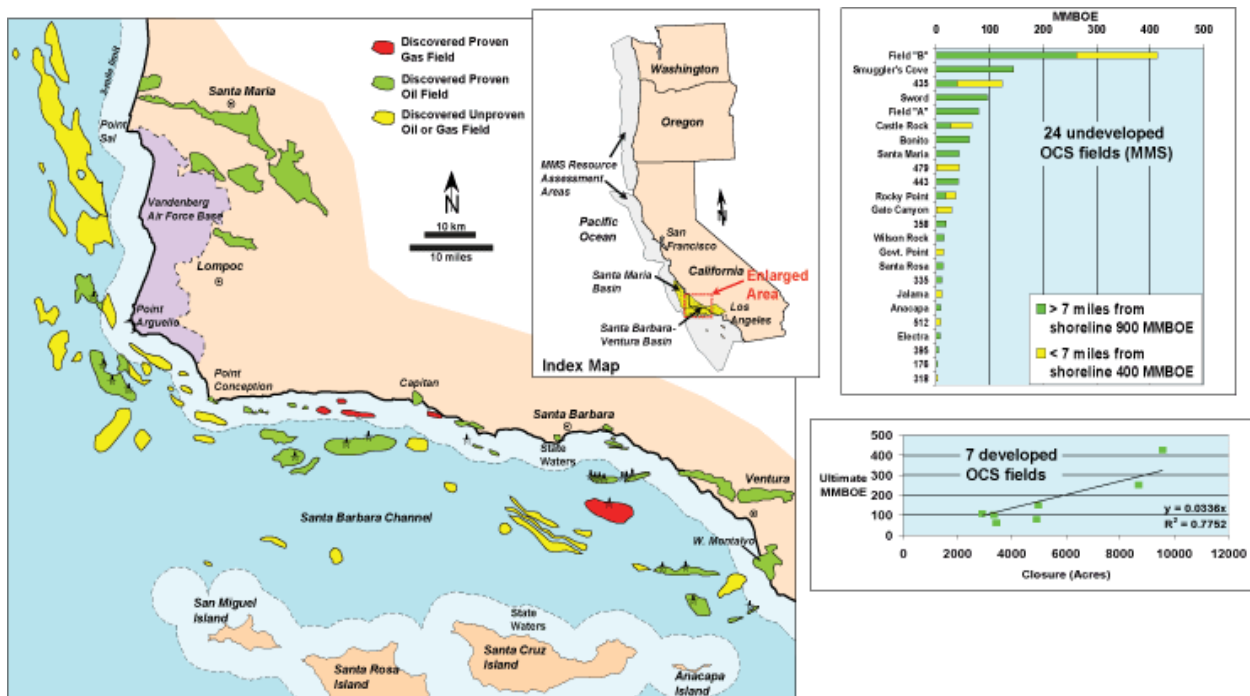 3-mile limit
Point
Sal
Santa Maria
Vandenberg
Air Force Base
Lompoc
Point
Arguello
Point
Conception
Capitan
Santa Barbara
State
Waters
Ventura
Santa Barbara Channel
W. Montalvo
San Miguel
Island
Santa Rosa
Island
State
Waters
Santa Cruz
Island
Anacapa
Island
Discovered Proven
Gas Field
Discovered Proven
Oil Field
Discovered Unproven
Oil or Gas Field
N
10 km
10 miles
Washington
Oregon
MMS Resource
Assessment
Areas
Pacific
Ocean
San
Francisco
California
Santa Maria
Basin
Enlarged
Area
Los
Angeles
Santa Barbara-
Ventura Basin
N
Index Map
MMBOE
0 100 200 300 400 500
Field "B"
Smuggler's Cove
435
Sword
Field "A"
Castle Rock
Bonito
Santa Maria
479
443
Rocky Point
Gato Canyon
358
Wilson Rock
Govt. Point
Santa Rosa
335
Jalama
Anacapa
512
Electra
395
176
318
24 undeveloped
OCS fields (MMS)
> 7 miles from
shoreline 900 MMBOE
< 7 miles from
shoreline 400 MMBOE
Ultimate
MMBOE
500
400
300
200
100
0
7 developed
OCS fields
y = 0.0336x
R² = 0.7752
0 2000 4000 6000 8000 10000 12000
Closure (Acres)